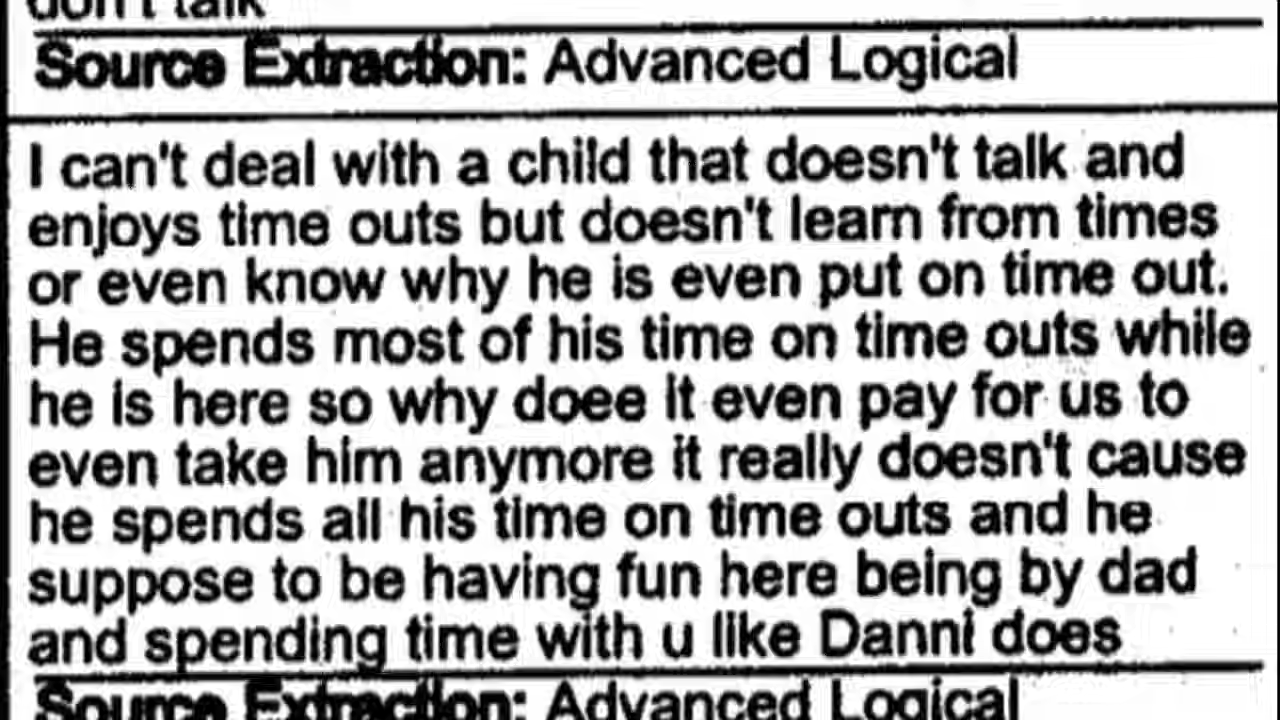 don't talk
Source Extraction: Advanced Logical
I can't deal with a child that doesn't talk and
enjoys time outs but doesn't learn from times
or even know why he is even put on time out.
He spends most of his time on time outs while
he is here so why doee it even pay for us to
even take him anymore it really doesn't cause
he spends all his time on time outs and he
suppose to be having fun here being by dad
and spending time with u like Danni does
Source Extraction: Advanced Logical